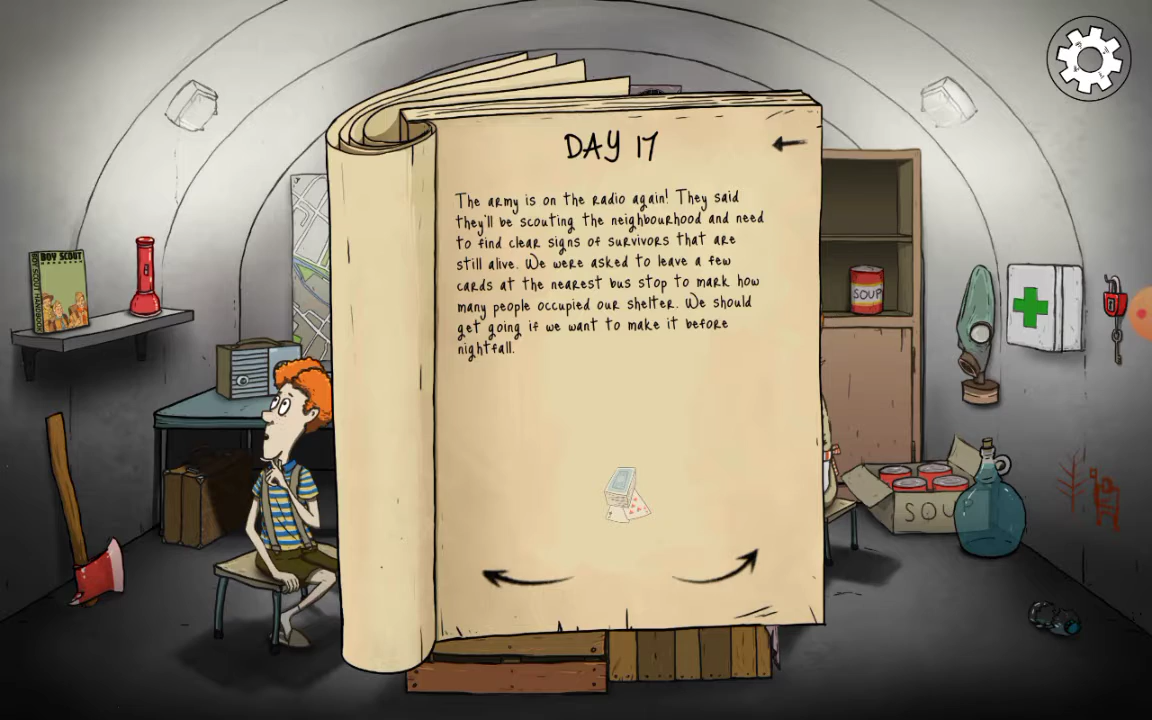 DAY 17
The army is on the radio again! They said
they'll be scouting the neighbourhood and need
to find clear signs of survivors that are
still alive. We were asked to leave a few
cards at the nearest bus stop to mark how
many people occupied our shelter. We should
get going if we want to make it before
nightfall.
BOY SCOUT
BOY SCOUT HANDBOOK
SOUP
SOU